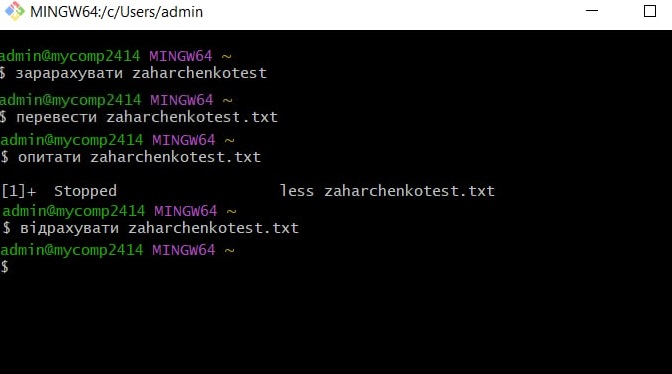 MINGW64:/c/Users/admin
admin@mycomp2414 MINGW64 ~
$ зарарахувати zaharchenkotest
admin@mycomp2414 MINGW64 ~
$ перевести zaharchenkotest.txt
admin@mycomp2414 MINGW64 ~
$ опитати zaharchenkotest.txt
[1]+  Stopped                 less zaharchenkotest.txt
admin@mycomp2414 MINGW64 ~
$ відрахувати zaharchenkotest.txt
admin@mycomp2414 MINGW64 ~
$